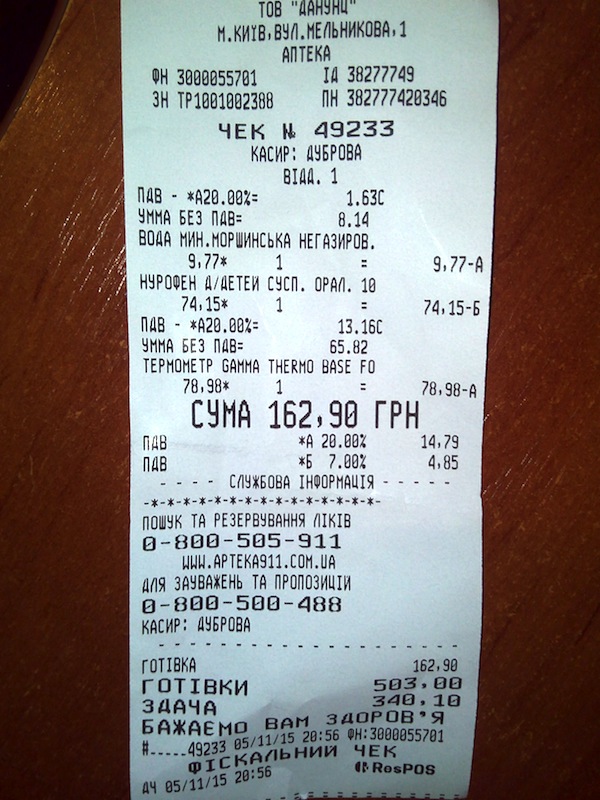 ТОВ "ДАНУНЦ"
М.КИЇВ,ВУЛ.МЕЛЬНИКОВА,1
АПТЕКА
ФН 3000055701 ІД 38277749
ЗН ТР1001002388 ПН 382777420346
ЧЕК № 49233
КАСИР: ДУБРОВА
ВІДД. 1
ПДВ - *А20.00%= 1.63С
УММА БЕЗ ПДВ= 8.14
ВОДА МИН.МОРШИНСЬКА НЕГАЗИРОВ.
9,77* 1 = 9,77-А
НУРОФЕН Д/ДЕТЕЙ СУСП. ОРАЛ. 10
74,15* 1 = 74,15-Б
ПДВ - *А20.00%= 13.16С
УММА БЕЗ ПДВ= 65.82
ТЕРМОМЕТР GAMMA THERMO BASE FO
78,98* 1 = 78,98-А
СУМА 162,90 ГРН
ПДВ *А 20.00% 14,79
ПДВ *Б 7.00% 4,85
- - - - СЛУЖБОВА ІНФОРМАЦІЯ - - - - -
-*-*-*-*-*-*-*-*-*-*-*-*-*-*-
ПОШУК ТА РЕЗЕРВУВАННЯ ЛІКІВ
0-800-505-911
WWW.APTEKA911.COM.UA
ДЛЯ ЗАУВАЖЕНЬ ТА ПРОПОЗИЦІЙ
0-800-500-488
КАСИР: ДУБРОВА
ГОТІВКА 162,90
ГОТІВКИ 503,00
ЗДАЧА 340,10
БАЖАЄМО ВАМ ЗДОРОВ'Я
#.....49233 05/11/15 20:56 ФН:3000055701
ФІСКАЛЬНИЙ ЧЕК
ДЧ 05/11/15 20:56 ResPOS